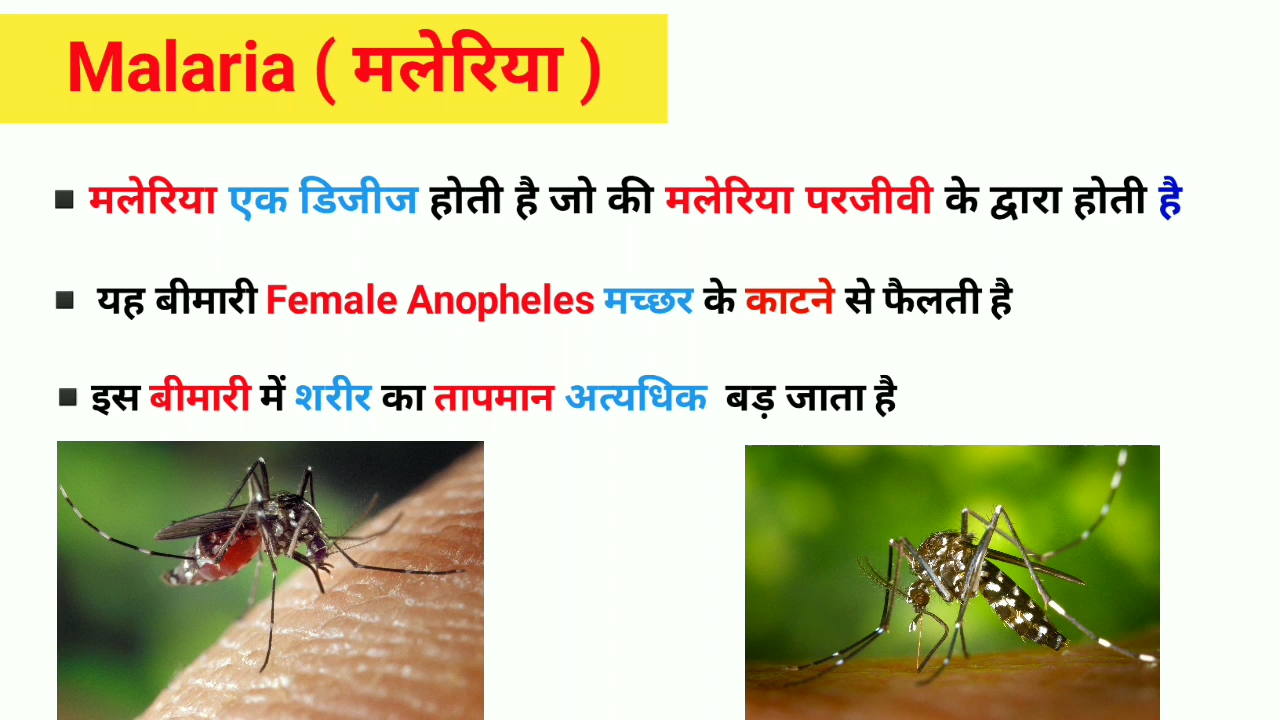 Malaria ( मलेरिया )
▪ मलेरिया एक डिजीज होती है जो की मलेरिया परजीवी के द्वारा होती है
▪ यह बीमारी Female Anopheles मच्छर के काटने से फैलती है
▪ इस बीमारी में शरीर का तापमान अत्यधिक बड़ जाता है